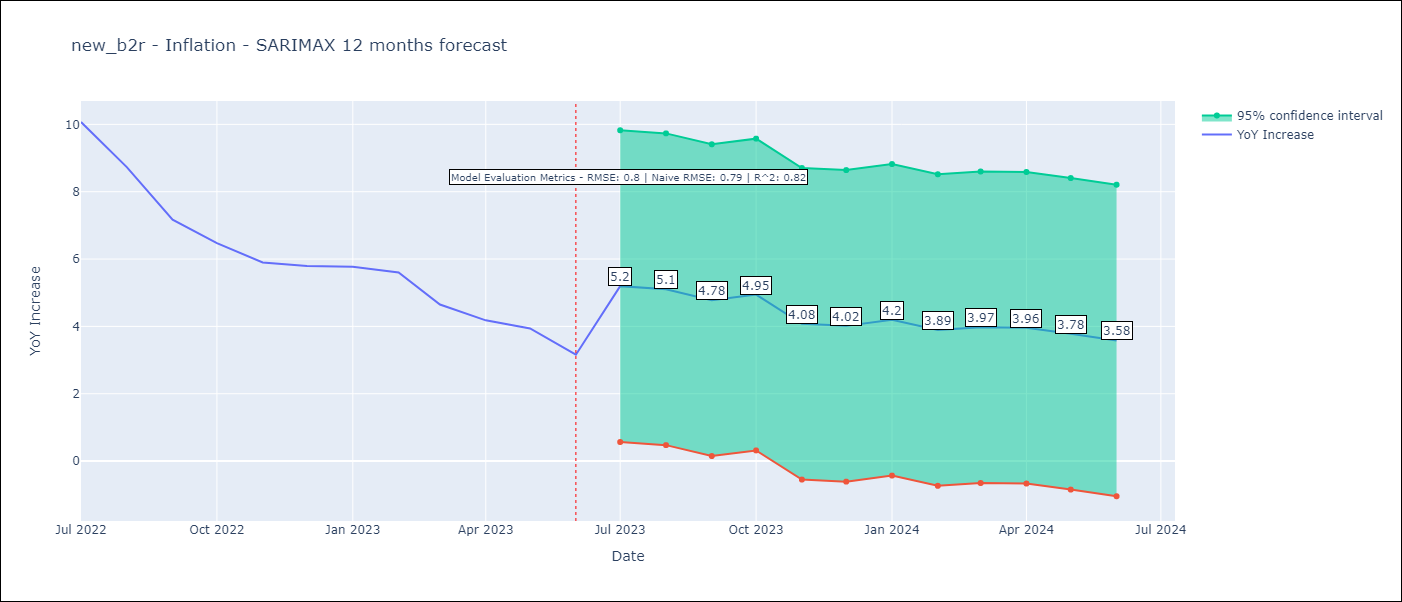 new_b2r - Inflation - SARIMAX 12 months forecast
95% confidence interval
YoY Increase
Model Evaluation Metrics - RMSE: 0.8 | Naive RMSE: 0.79 | R^2: 0.82
YoY Increase
10
8
6
4
2
0
5.2
5.1
4.78
4.95
4.08
4.02
4.2
3.89
3.97
3.96
3.78
3.58
Jul 2022
Oct 2022
Jan 2023
Apr 2023
Jul 2023
Oct 2023
Jan 2024
Apr 2024
Jul 2024
Date